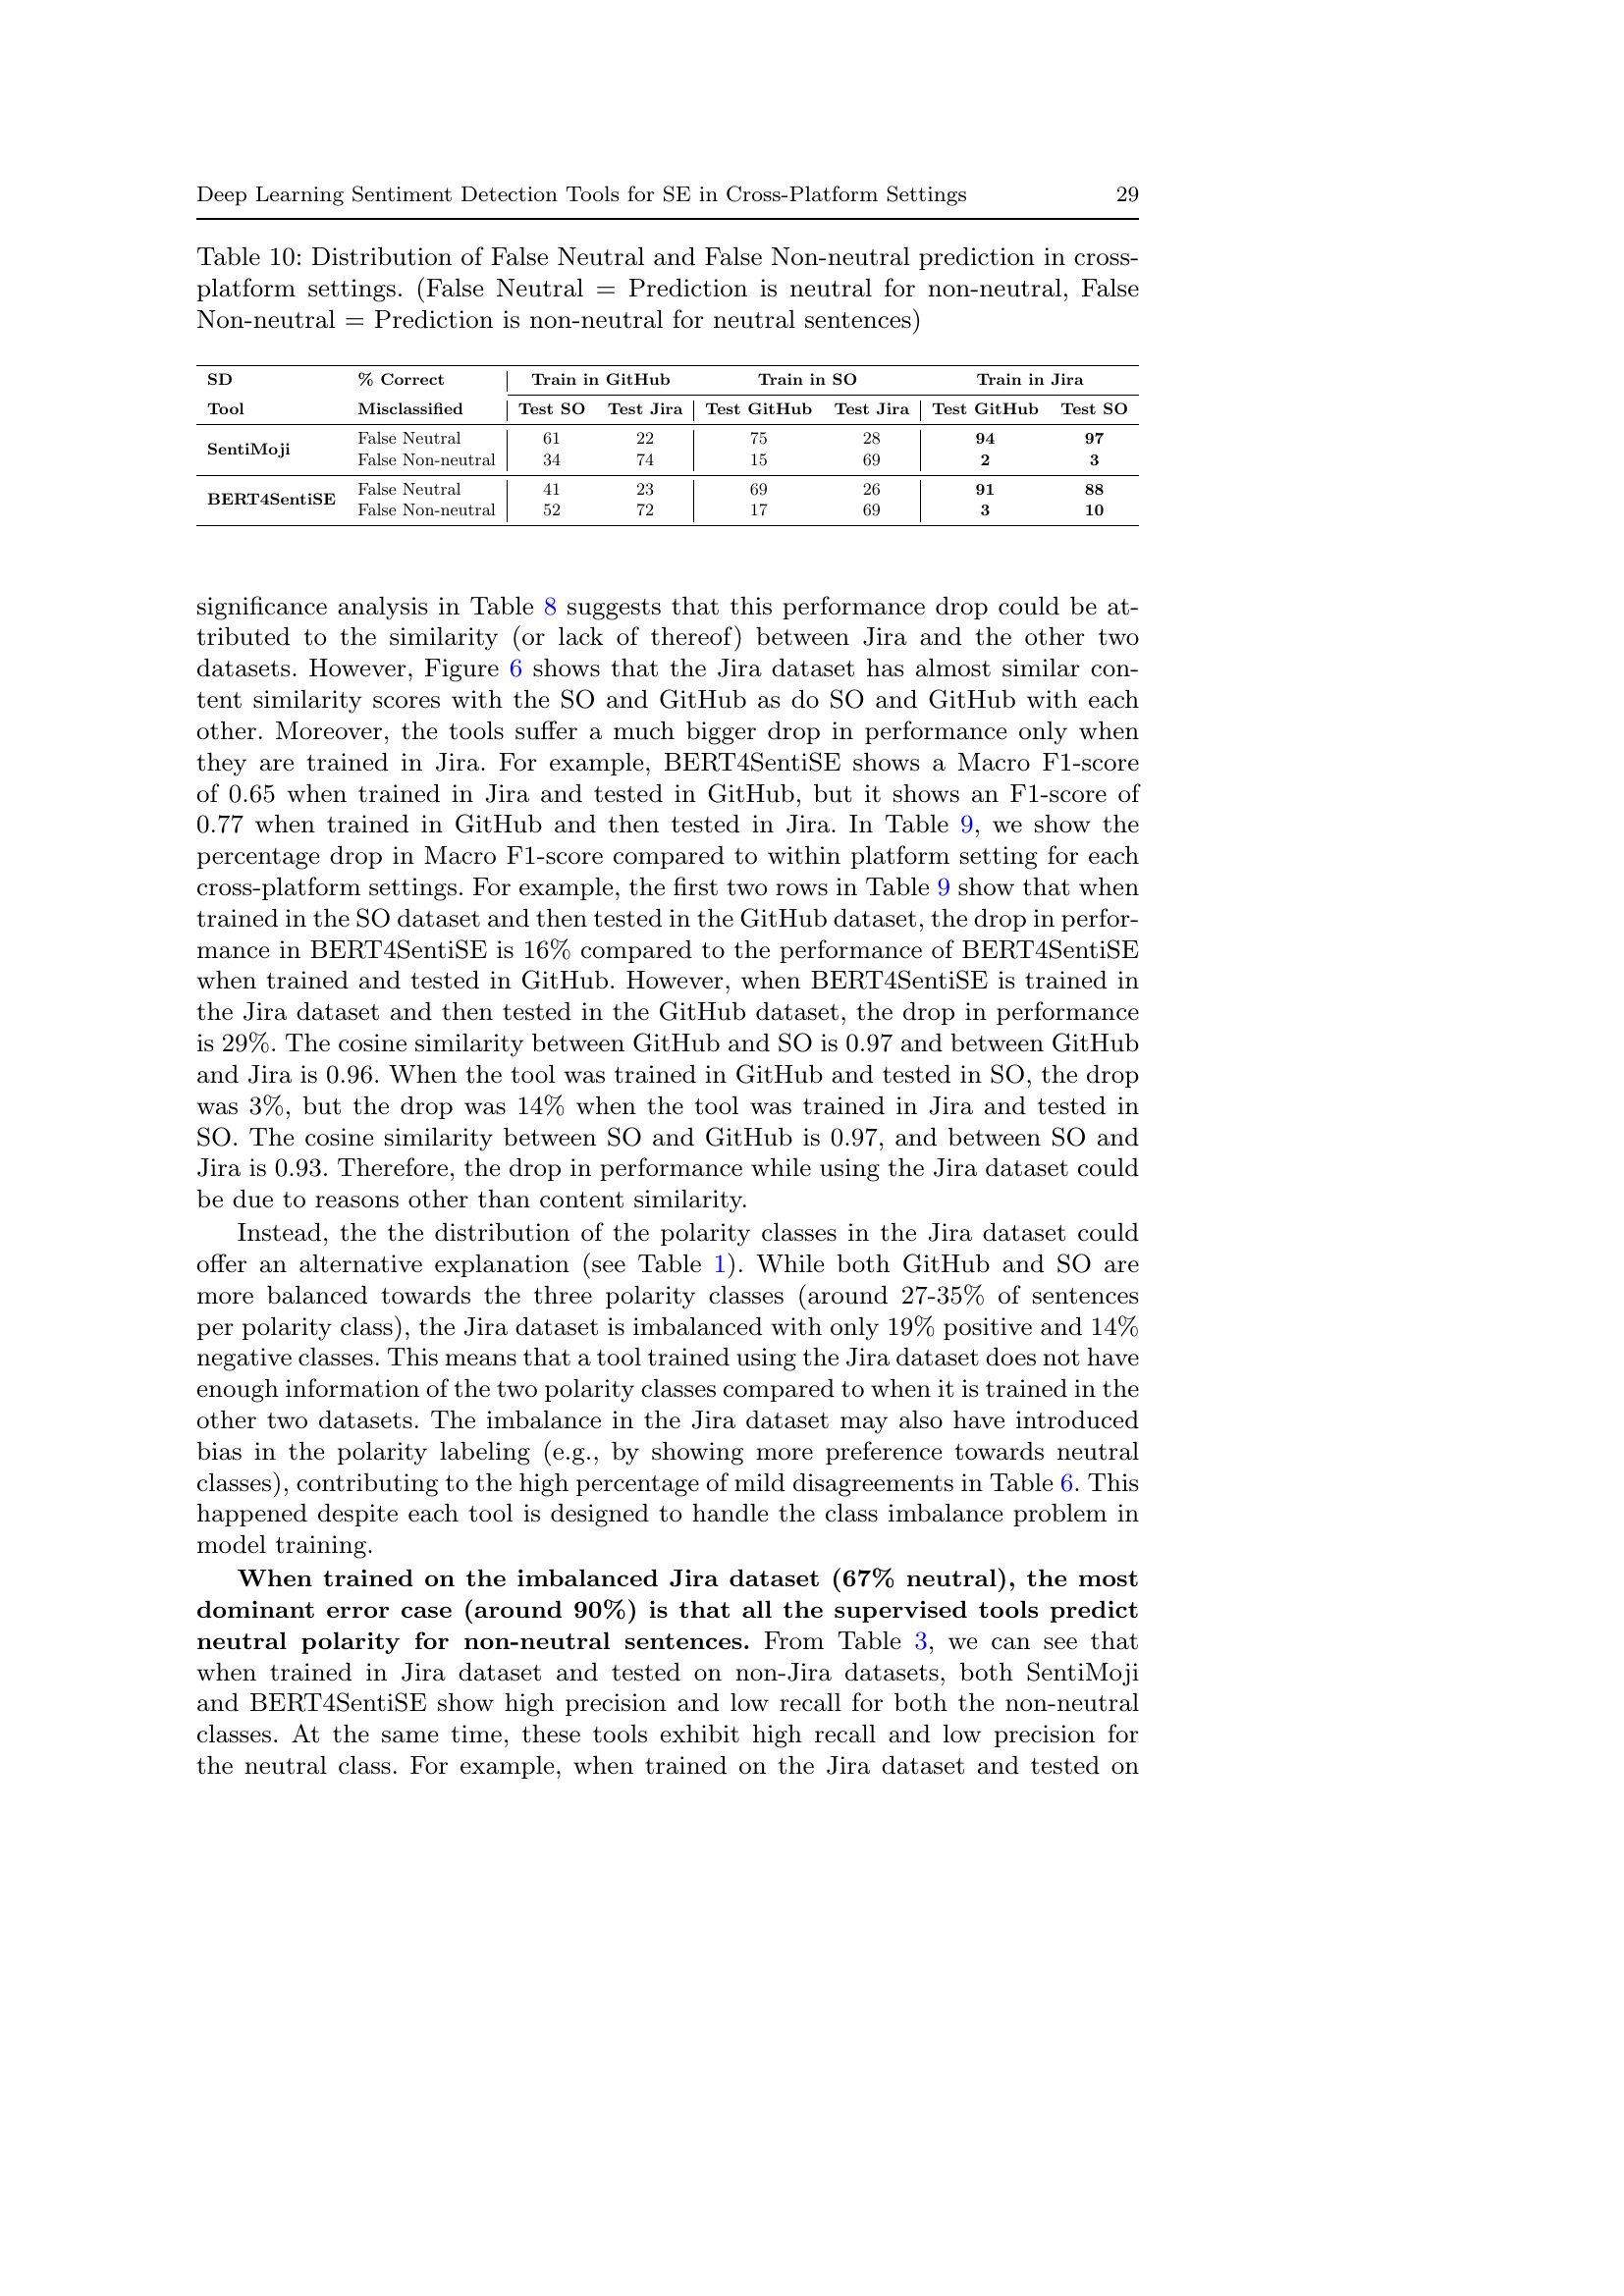 Deep Learning Sentiment Detection Tools for SE in Cross-Platform Settings 29
Table 10: Distribution of False Neutral and False Non-neutral prediction in cross-
platform settings. (False Neutral = Prediction is neutral for non-neutral, False
Non-neutral = Prediction is non-neutral for neutral sentences)
SD % Correct Train in GitHub Train in SO Train in Jira
Tool Misclassified Test SO Test Jira Test GitHub Test Jira Test GitHub Test SO
SentiMoji
False Neutral 61 22 75 28 94 97
False Non-neutral 34 74 15 69 2 3
BERT4SentiSE
False Neutral 41 23 69 26 91 88
False Non-neutral 52 72 17 69 3 10
significance analysis in Table 8 suggests that this performance drop could be at-
tributed to the similarity (or lack of thereof) between Jira and the other two
datasets. However, Figure 6 shows that the Jira dataset has almost similar con-
tent similarity scores with the SO and GitHub as do SO and GitHub with each
other. Moreover, the tools suffer a much bigger drop in performance only when
they are trained in Jira. For example, BERT4SentiSE shows a Macro F1-score
of 0.65 when trained in Jira and tested in GitHub, but it shows an F1-score of
0.77 when trained in GitHub and then tested in Jira. In Table 9, we show the
percentage drop in Macro F1-score compared to within platform setting for each
cross-platform settings. For example, the first two rows in Table 9 show that when
trained in the SO dataset and then tested in the GitHub dataset, the drop in perfor-
mance in BERT4SentiSE is 16% compared to the performance of BERT4SentiSE
when trained and tested in GitHub. However, when BERT4SentiSE is trained in
the Jira dataset and then tested in the GitHub dataset, the drop in performance
is 29%. The cosine similarity between GitHub and SO is 0.97 and between GitHub
and Jira is 0.96. When the tool was trained in GitHub and tested in SO, the drop
was 3%, but the drop was 14% when the tool was trained in Jira and tested in
SO. The cosine similarity between SO and GitHub is 0.97, and between SO and
Jira is 0.93. Therefore, the drop in performance while using the Jira dataset could
be due to reasons other than content similarity.
Instead, the the distribution of the polarity classes in the Jira dataset could
offer an alternative explanation (see Table 1). While both GitHub and SO are
more balanced towards the three polarity classes (around 27-35% of sentences
per polarity class), the Jira dataset is imbalanced with only 19% positive and 14%
negative classes. This means that a tool trained using the Jira dataset does not have
enough information of the two polarity classes compared to when it is trained in the
other two datasets. The imbalance in the Jira dataset may also have introduced
bias in the polarity labeling (e.g., by showing more preference towards neutral
classes), contributing to the high percentage of mild disagreements in Table 6. This
happened despite each tool is designed to handle the class imbalance problem in
model training.
When trained on the imbalanced Jira dataset (67% neutral), the most
dominant error case (around 90%) is that all the supervised tools predict
neutral polarity for non-neutral sentences. From Table 3, we can see that
when trained in Jira dataset and tested on non-Jira datasets, both SentiMoji
and BERT4SentiSE show high precision and low recall for both the non-neutral
classes. At the same time, these tools exhibit high recall and low precision for
the neutral class. For example, when trained on the Jira dataset and tested on